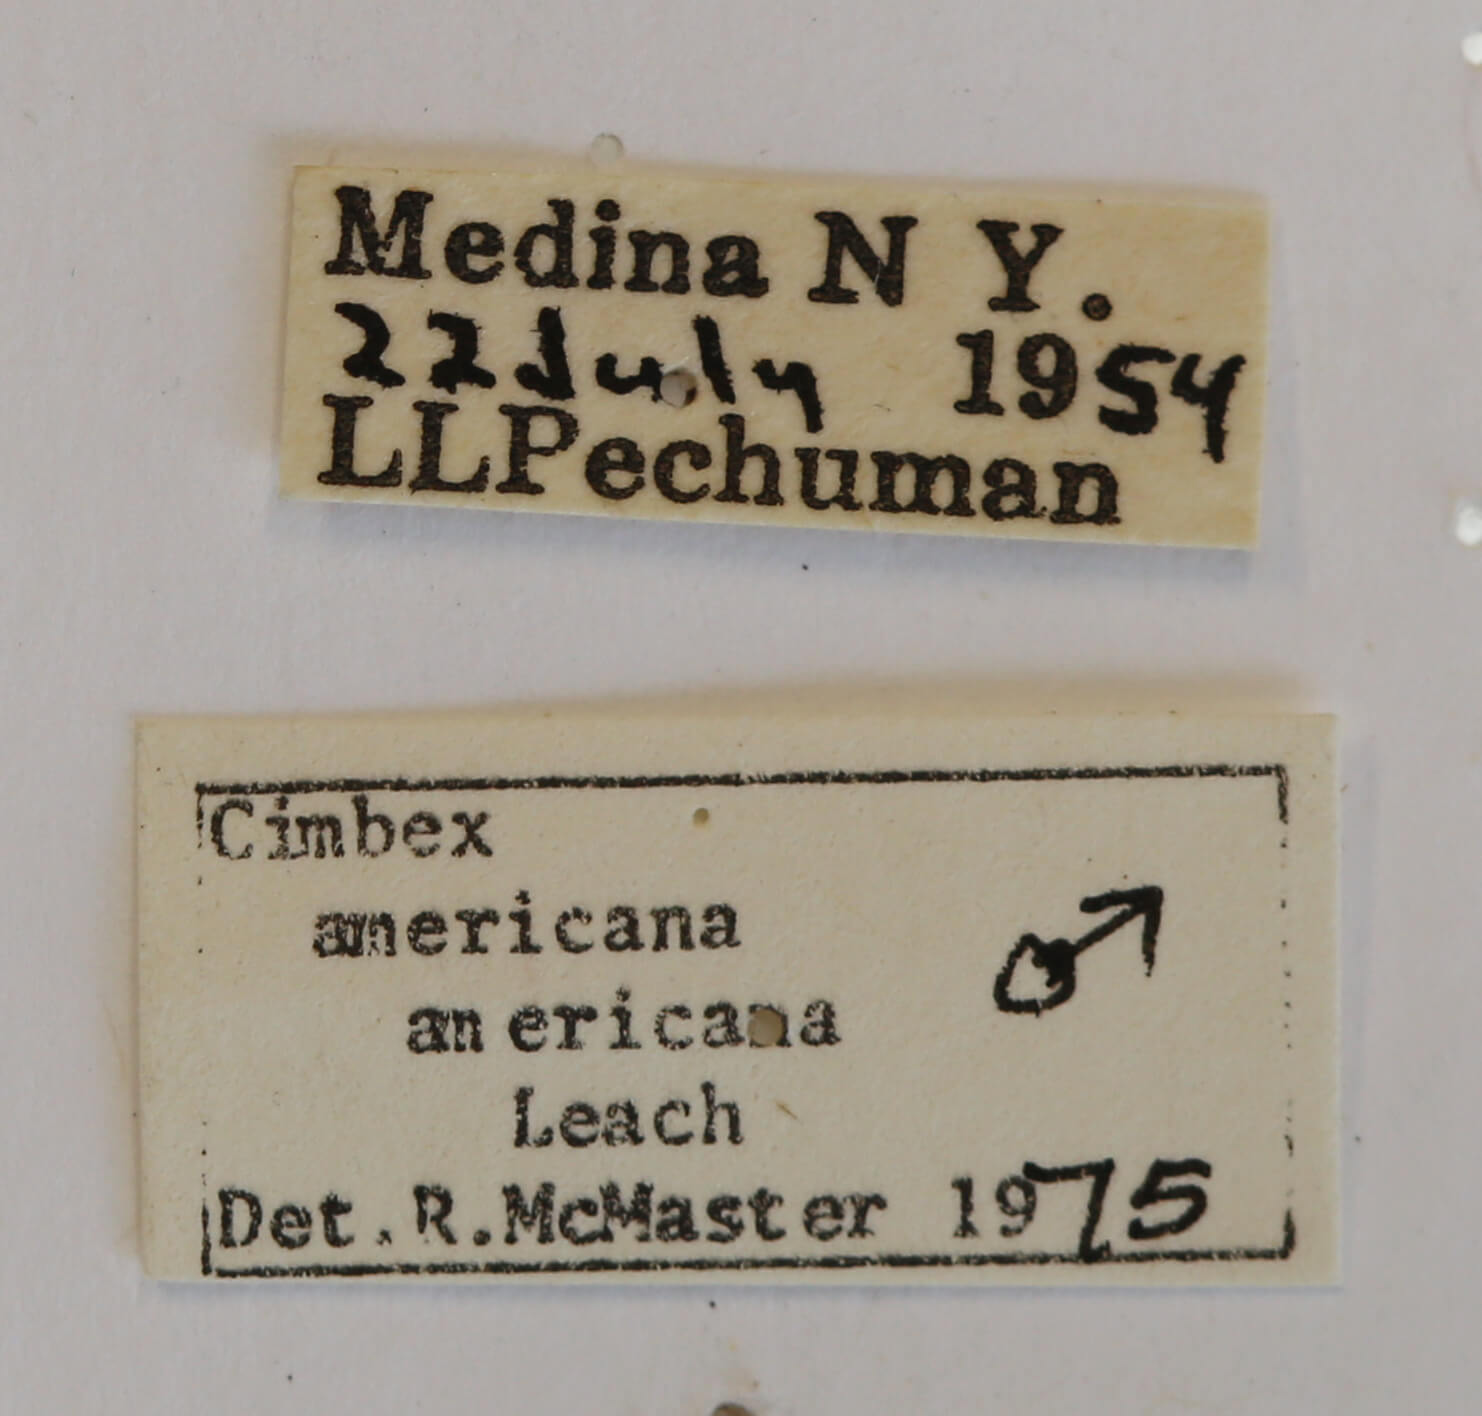 Medina N Y.
22 July 1954
LLPechuman
Cimbex
americana
americana
♂
Leach
Det. R. McMaster 1975